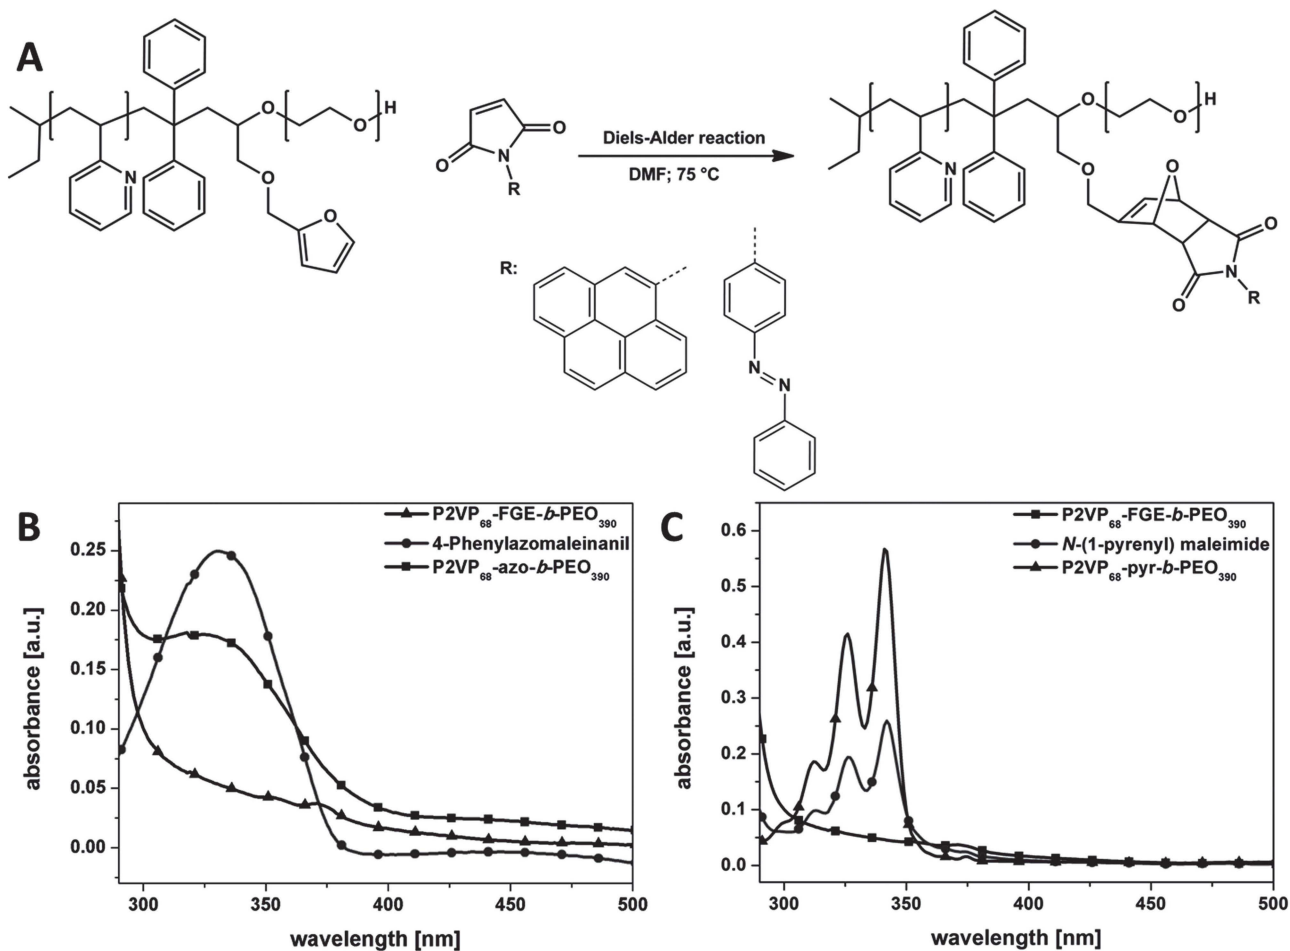 A
O
O
H
N
O
O
O
O
N
R
Diels-Alder reaction
DMF; 75 °C
O
O
H
N
O
O
O
N
O
R
R:
N
N
B
P2VP68-FGE-b-PEO390
4-Phenylazomaleinanil
P2VP68-azo-b-PEO390
absorbance [a.u.]
0.25
0.20
0.15
0.10
0.05
0.00
300
350
400
450
500
wavelength [nm]
C
P2VP68-FGE-b-PEO390
N-(1-pyrenyl) maleimide
P2VP68-pyr-b-PEO390
absorbance [a.u.]
0.6
0.5
0.4
0.3
0.2
0.1
0.0
300
350
400
450
500
wavelength [nm]